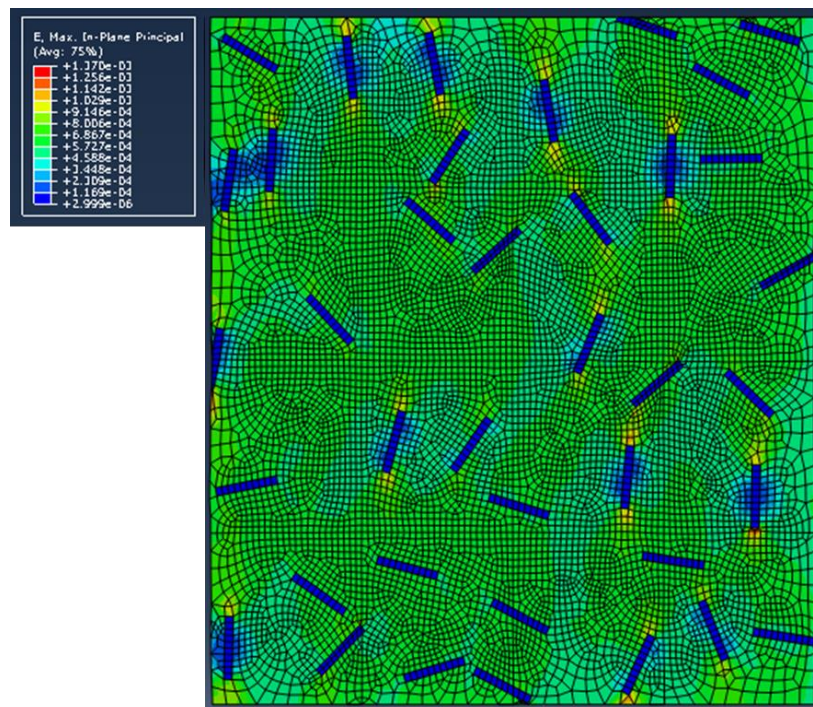 E, Max. In-Plane Principal
(Avg: 75%)
+1.370e-03
+1.256e-03
+1.142e-03
+1.029e-03
+9.146e-04
+8.006e-04
+6.867e-04
+5.727e-04
+4.588e-04
+3.448e-04
+2.309e-04
+1.169e-04
+2.999e-06